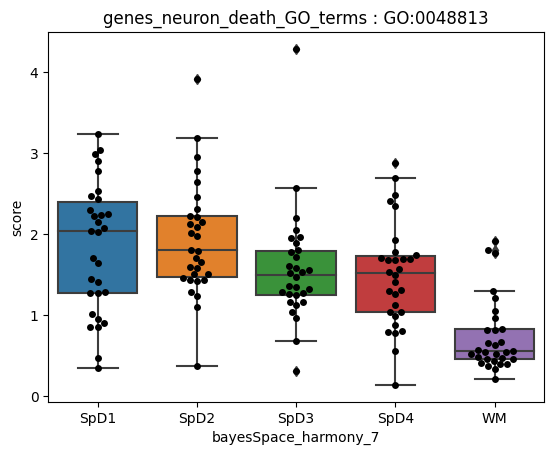 genes_neuron_death_GO_terms : GO:0048813
score
4
3
2
1
0
SpD1 SpD2 SpD3 SpD4 WM
bayesSpace_harmony_7